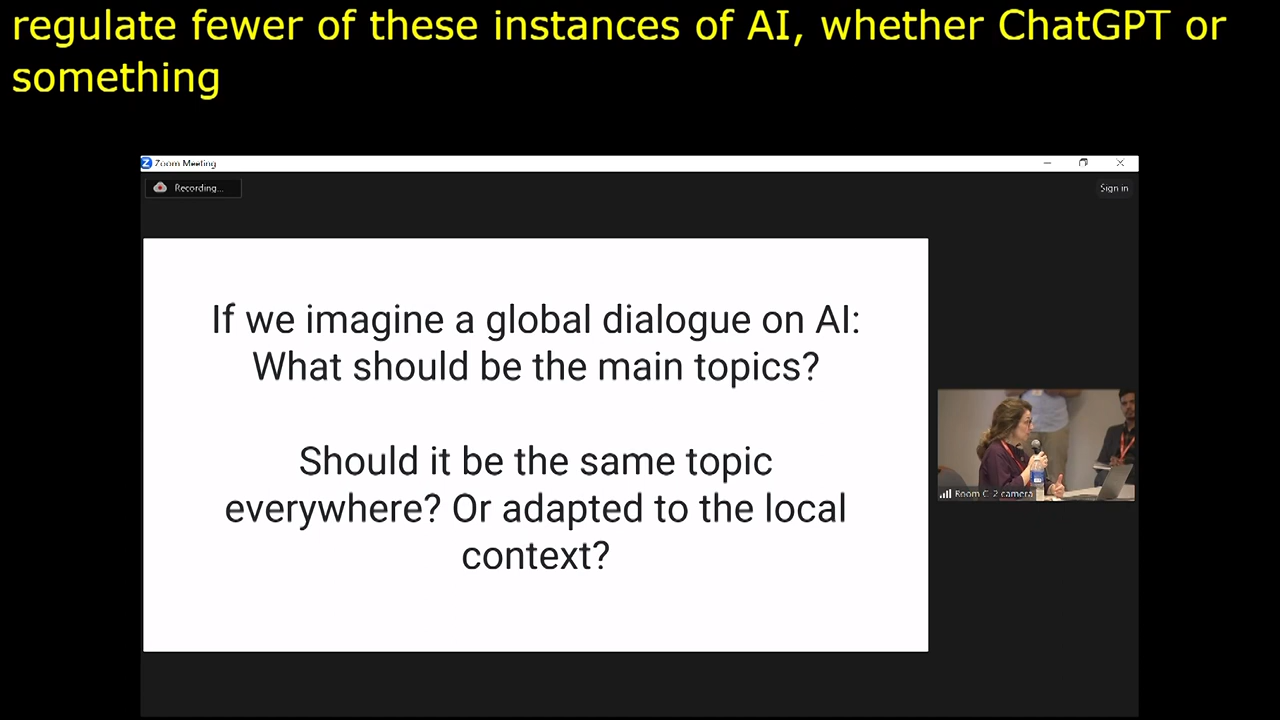 regulate fewer of these instances of AI, whether ChatGPT or
something
Zoom Meeting
Recording...
Sign in
If we imagine a global dialogue on AI:
What should be the main topics?
Should it be the same topic
everywhere? Or adapted to the local
context?
Room C. 2 camera